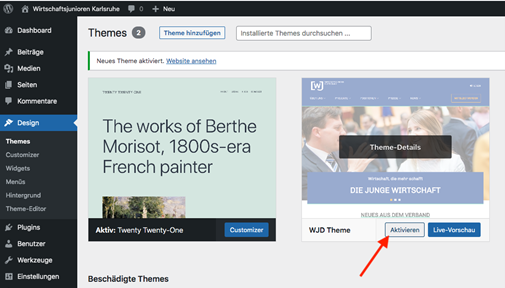 Wirtschaftsjunioren Karlsruhe 0 Neu
Dashboard
Beiträge
Medien
Seiten
Kommentare
Design
Themes
Customizer
Widgets
Menüs
Hintergrund
Theme-Editor
Plugins
Benutzer
Werkzeuge
Einstellungen
Themes 2 Theme hinzufügen Installierte Themes durchsuchen ...
Neues Theme aktiviert. Website ansehen
TWENTY TWENTY-ONE
The works of Berthe
Morisot, 1800s-era
French painter
Aktiv: Twenty Twenty-One Customizer
[W]
Theme-Details
Wirtschaft, die mehr schafft
DIE JUNGE WIRTSCHAFT
NEUES AUS DEM VERBAND
WJD Theme Aktivieren Live-Vorschau
Beschädigte Themes